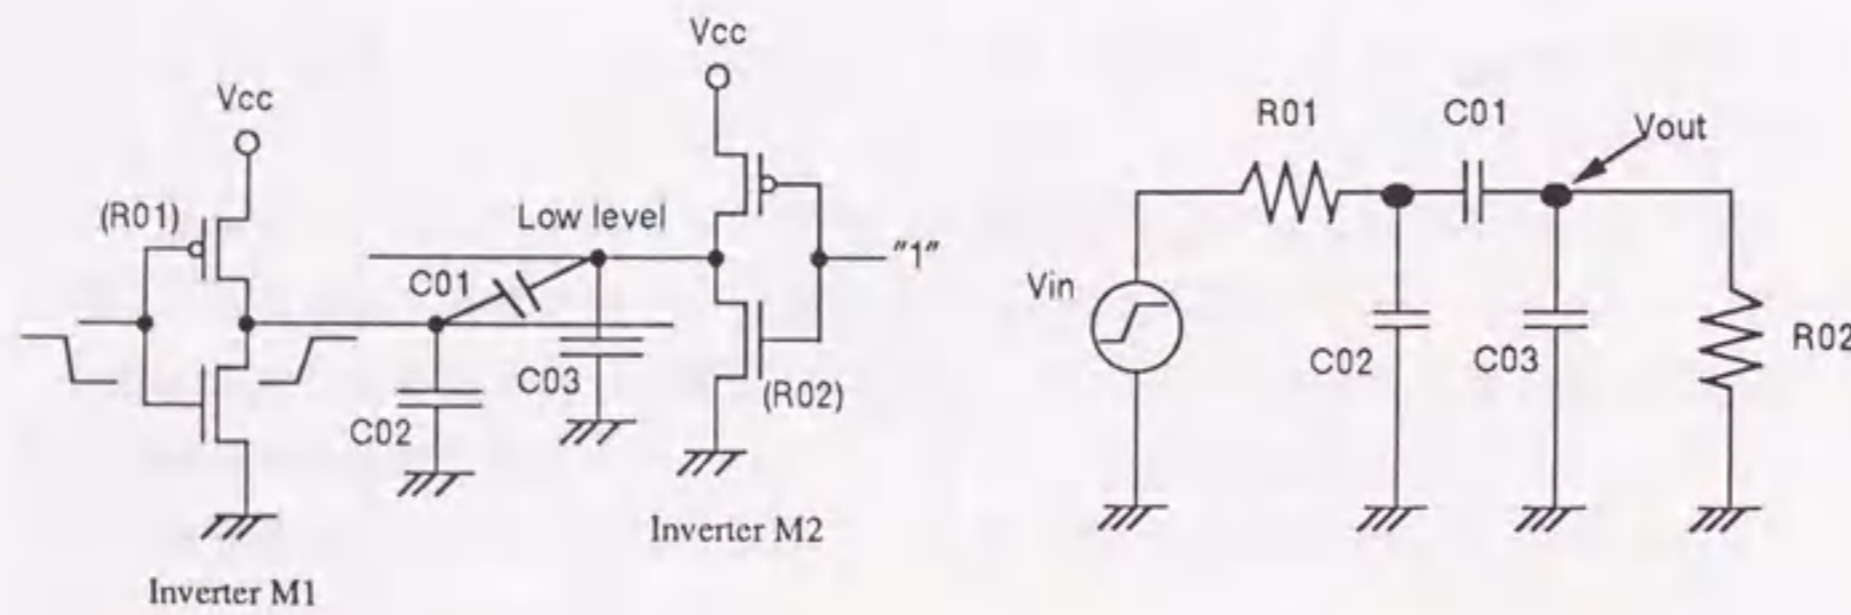 Vcc
Vcc
(R01)
Low level
C01
"1"
C03
C02
(R02)
Inverter M2
Inverter M1
R01
C01
Vout
Vin
C02
C03
R02